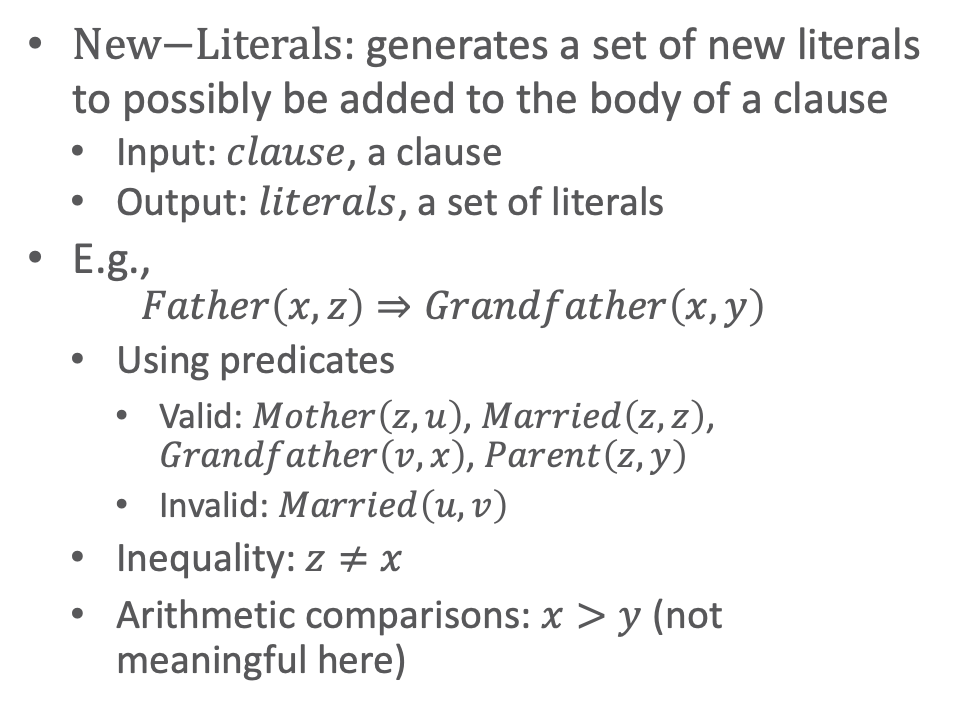 • New−Literals: generates a set of new literals
to possibly be added to the body of a clause
• Input: clause, a clause
• Output: literals, a set of literals
• E.g.,
Father(x, z) ⇒ Grandfather(x, y)
• Using predicates
• Valid: Mother(z, u), Married(z, z),
Grandfather(v, x), Parent(z, y)
• Invalid: Married(u, v)
• Inequality: z ≠ x
• Arithmetic comparisons: x > y (not
meaningful here)